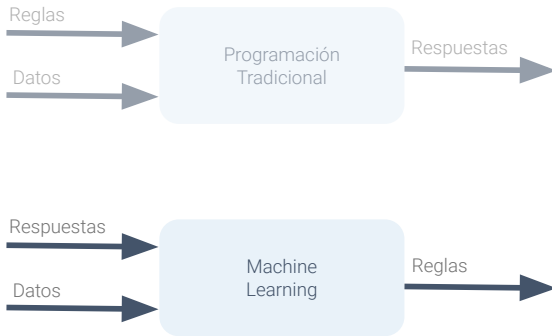 Reglas
Datos
Programación
Tradicional
Respuestas
Respuestas
Datos
Machine
Learning
Reglas